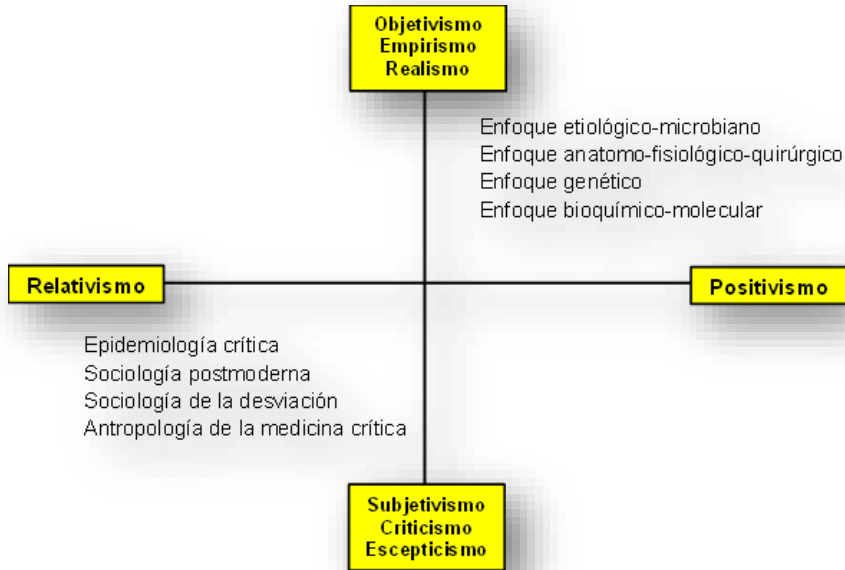 Objetivismo
Empirismo
Realismo
Enfoque etiológico-microbiano
Enfoque anatomo-fisiológico-quirúrgico
Enfoque genético
Enfoque bioquímico-molecular
Relativismo
Positivismo
Epidemiología crítica
Sociología postmoderna
Sociología de la desviación
Antropología de la medicina crítica
Subjetivismo
Criticismo
Escepticismo